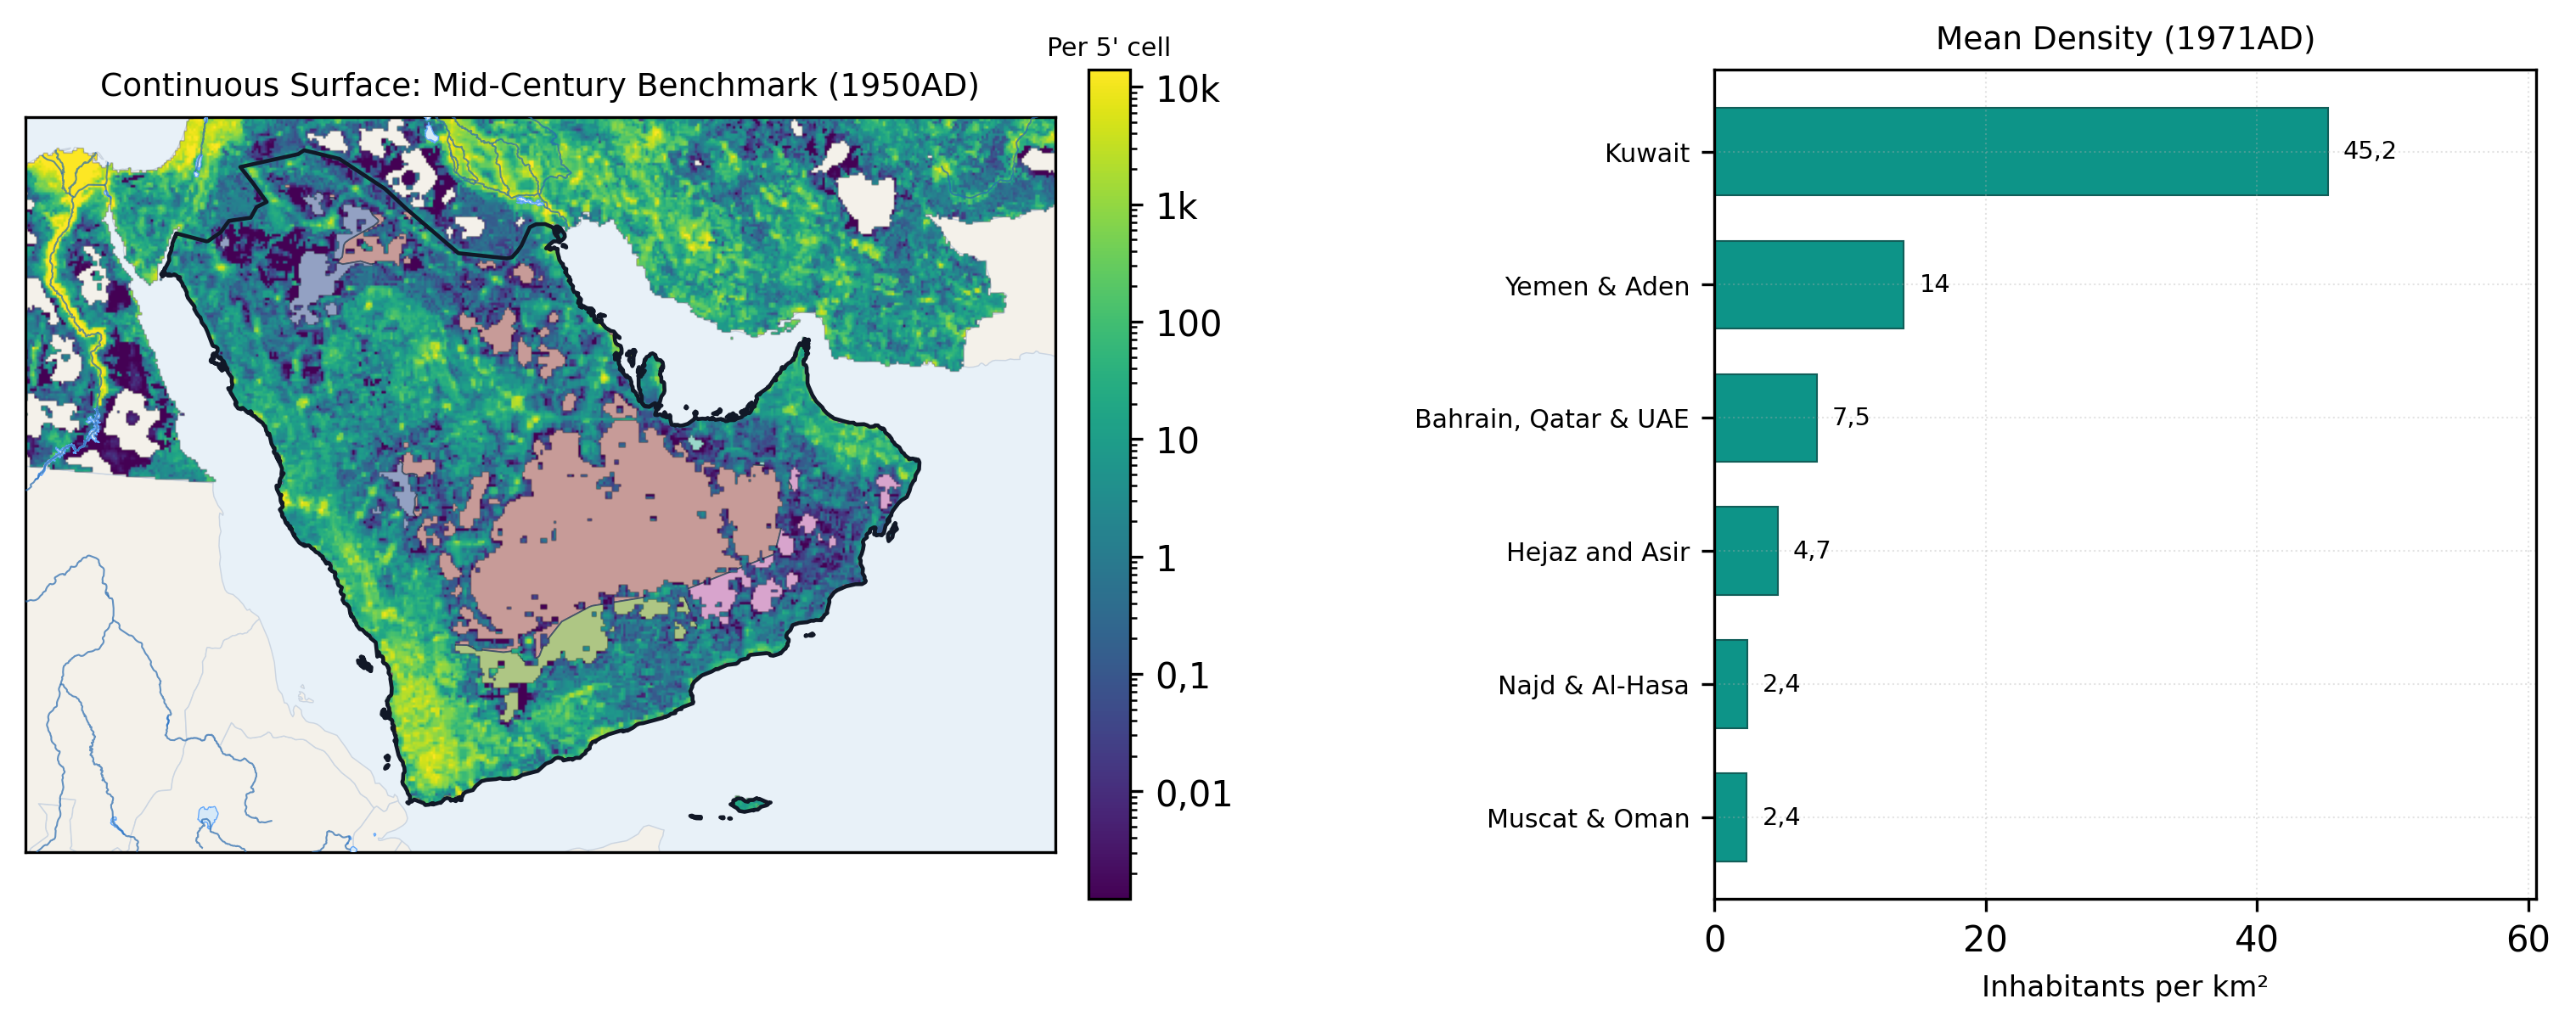 Continuous Surface: Mid-Century Benchmark (1950AD)
Per 5' cell
10k
1k
100
10
1
0,1
0,01
Mean Density (1971AD)
Kuwait
45,2
Yemen & Aden
14
Bahrain, Qatar & UAE
7,5
Hejaz and Asir
4,7
Najd & Al-Hasa
2,4
Muscat & Oman
2,4
0
20
40
60
Inhabitants per km²